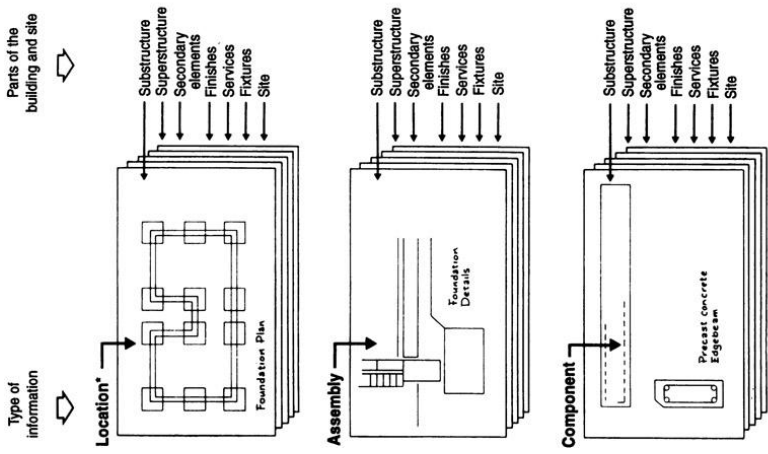 Type of
information
Parts of the
building and site
Location*
Substructure
Superstructure
Secondary
elements
Finishes
Services
Fixtures
Site
Foundation Plan
Assembly
Substructure
Superstructure
Secondary
elements
Finishes
Services
Fixtures
Site
Foundation
Details
Component
Substructure
Superstructure
Secondary
elements
Finishes
Services
Fixtures
Site
Precast concrete
Edgebeam